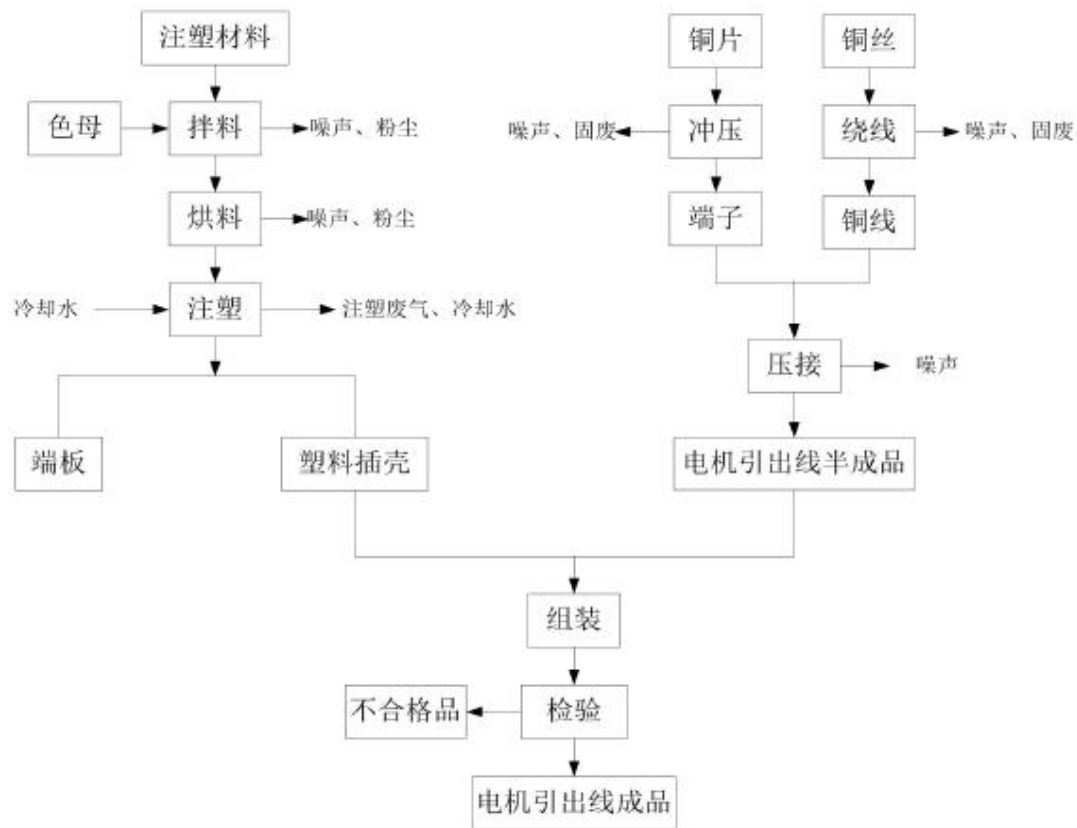 注塑材料
铜片
铜丝
色母
拌料
噪声、粉尘
噪声、固废
冲压
绕线
噪声、固废
烘料
噪声、粉尘
端子
铜线
冷却水
注塑
注塑废气、冷却水
压接
噪声
端板
塑料插壳
电机引出线半成品
组装
不合格品
检验
电机引出线成品